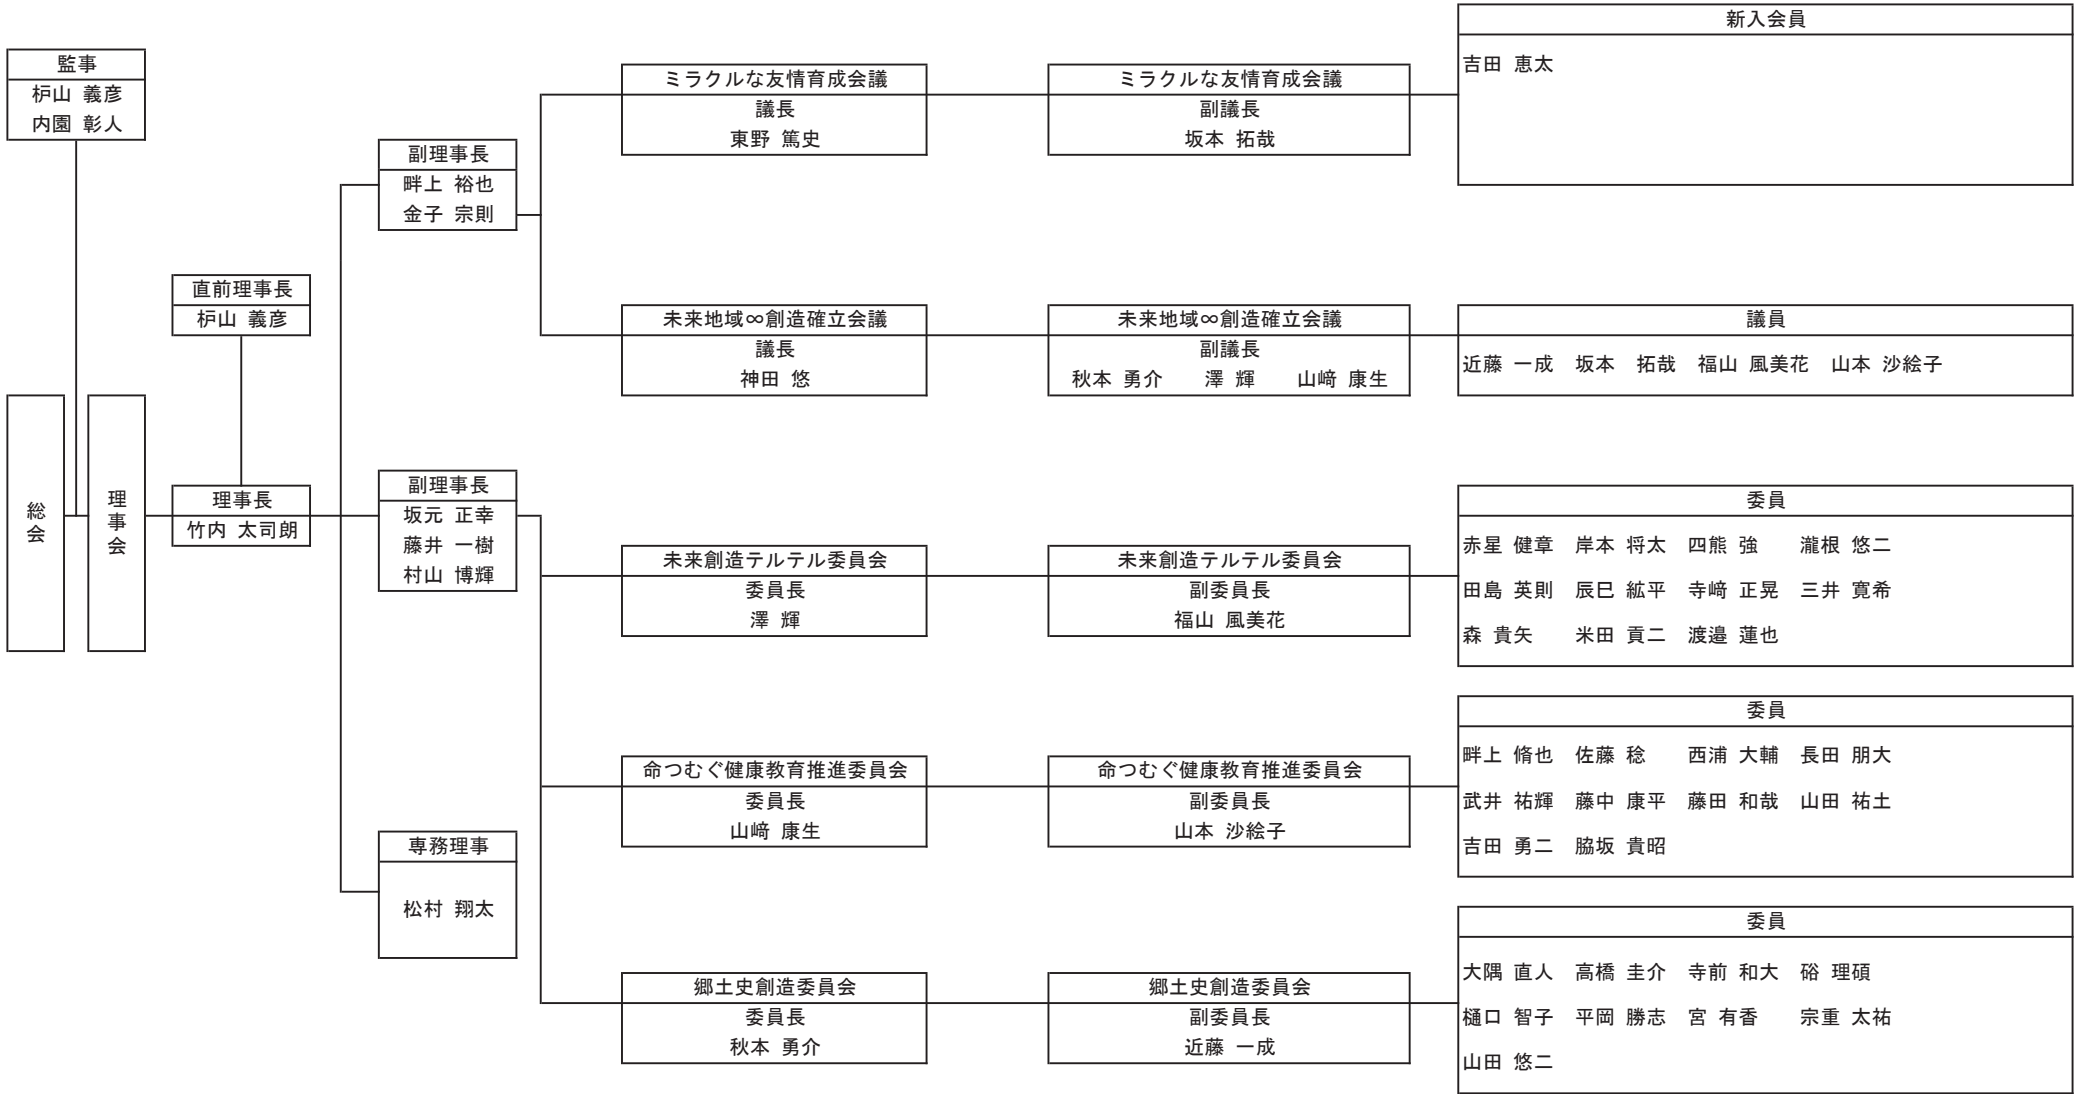 監事
枦山 義彦
内園 彰人
総会
理事会
直前理事長
枦山 義彦
理事長
竹内 太司朗
副理事長
畔上 裕也
金子 宗則
ミラクルな友情育成会議
議長
東野 篤史
ミラクルな友情育成会議
副議長
坂本 拓哉
新入会員
吉田 恵太
未来地域∞創造確立会議
議長
神田 悠
未来地域∞創造確立会議
副議長
秋本 勇介 澤 輝 山﨑 康生
議員
近藤 一成 坂本 拓哉 福山 風美花 山本 沙絵子
副理事長
坂元 正幸
藤井 一樹
村山 博輝
未来創造テルテル委員会
委員長
澤 輝
未来創造テルテル委員会
副委員長
福山 風美花
委員
赤星 健章 岸本 将太 四熊 強 瀧根 悠二
田島 英則 辰巳 紘平 寺﨑 正晃 三井 寛希
森 貴矢 米田 貢二 渡邉 蓮也
命つむぐ健康教育推進委員会
委員長
山﨑 康生
命つむぐ健康教育推進委員会
副委員長
山本 沙絵子
委員
畔上 脩也 佐藤 稔 西浦 大輔 長田 朋大
武井 祐輝 藤中 康平 藤田 和哉 山田 祐土
吉田 勇二 脇坂 貴昭
専務理事
松村 翔太
郷土史創造委員会
委員長
秋本 勇介
郷土史創造委員会
副委員長
近藤 一成
委員
大隅 直人 高橋 圭介 寺前 和大 硲 理碩
樋口 智子 平岡 勝志 宮 有香 宗重 太祐
山田 悠二